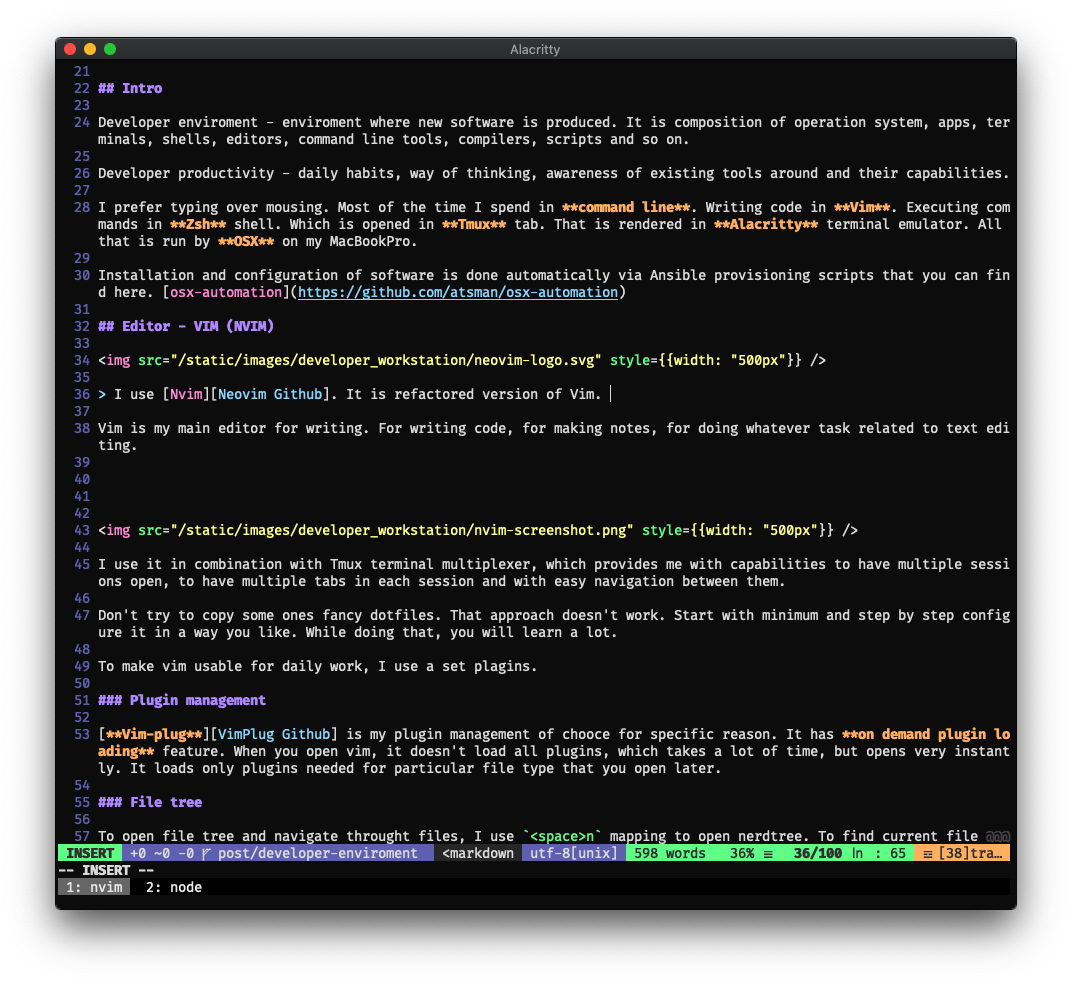 Alacritty
21
22 ## Intro
23
24 Developer enviroment - enviroment where new software is produced. It is composition of operation system, apps, ter
minals, shells, editors, command line tools, compilers, scripts and so on.
25
26 Developer productivity - daily habits, way of thinking, awareness of existing tools around and their capabilities.
27
28 I prefer typing over mousing. Most of the time I spend in **command line**. Writing code in **Vim**. Executing com
mands in **Zsh** shell. Which is opened in **Tmux** tab. That is rendered in **Alacritty** terminal emulator. All
that is run by **OSX** on my MacBookPro.
29
30 Installation and configuration of software is done automatically via Ansible provisioning scripts that you can fin
d here. [osx-automation](https://github.com/atsman/osx-automation)
31
32 ## Editor - VIM (NVIM)
33
34 <img src="/static/images/developer_workstation/neovim-logo.svg" style={{width: "500px"}} />
35
36 > I use [Nvim][Neovim Github]. It is refactored version of Vim.
37
38 Vim is my main editor for writing. For writing code, for making notes, for doing whatever task related to text edi
ting.
39
40
41
42
43 <img src="/static/images/developer_workstation/nvim-screenshot.png" style={{width: "500px"}} />
44
45 I use it in combination with Tmux terminal multiplexer, which provides me with capabilities to have multiple sessi
ons open, to have multiple tabs in each session and with easy navigation between them.
46
47 Don't try to copy some ones fancy dotfiles. That approach doesn't work. Start with minimum and step by step config
ure it in a way you like. While doing that, you will learn a lot.
48
49 To make vim usable for daily work, I use a set plagins.
50
51 ### Plugin management
52
53 [**Vim-plug**][VimPlug Github] is my plugin management of chooce for specific reason. It has **on demand plugin lo
ading** feature. When you open vim, it doesn't load all plugins, which takes a lot of time, but opens very instant
ly. It loads only plugins needed for particular file type that you open later.
54
55 ### File tree
56
57 To open file tree and navigate throught files, I use `<space>n` mapping to open nerdtree. To find current file @@@
INSERT +0 ~0 -0 post/developer-enviroment <markdown utf-8[unix] 598 words 36% ≡ 36/100 ln : 65 ☲ [38]tra…
-- INSERT --
1: nvim 2: node